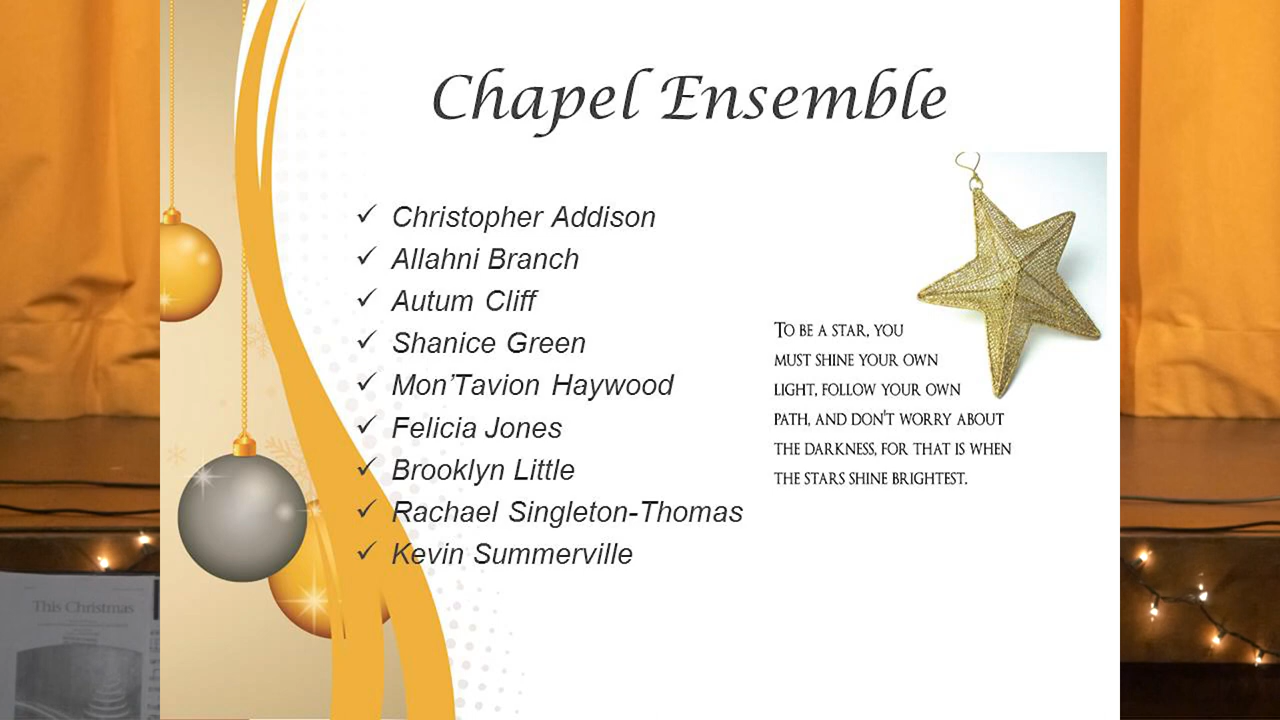 Chapel Ensemble
✓ Christopher Addison
✓ Allahni Branch
✓ Autum Cliff
✓ Shanice Green
✓ Mon’Tavion Haywood
✓ Felicia Jones
✓ Brooklyn Little
✓ Rachael Singleton-Thomas
✓ Kevin Summerville
TO BE A STAR, YOU
MUST SHINE YOUR OWN
LIGHT, FOLLOW YOUR OWN
PATH, AND DON'T WORRY ABOUT
THE DARKNESS, FOR THAT IS WHEN
THE STARS SHINE BRIGHTEST.
This Christmas